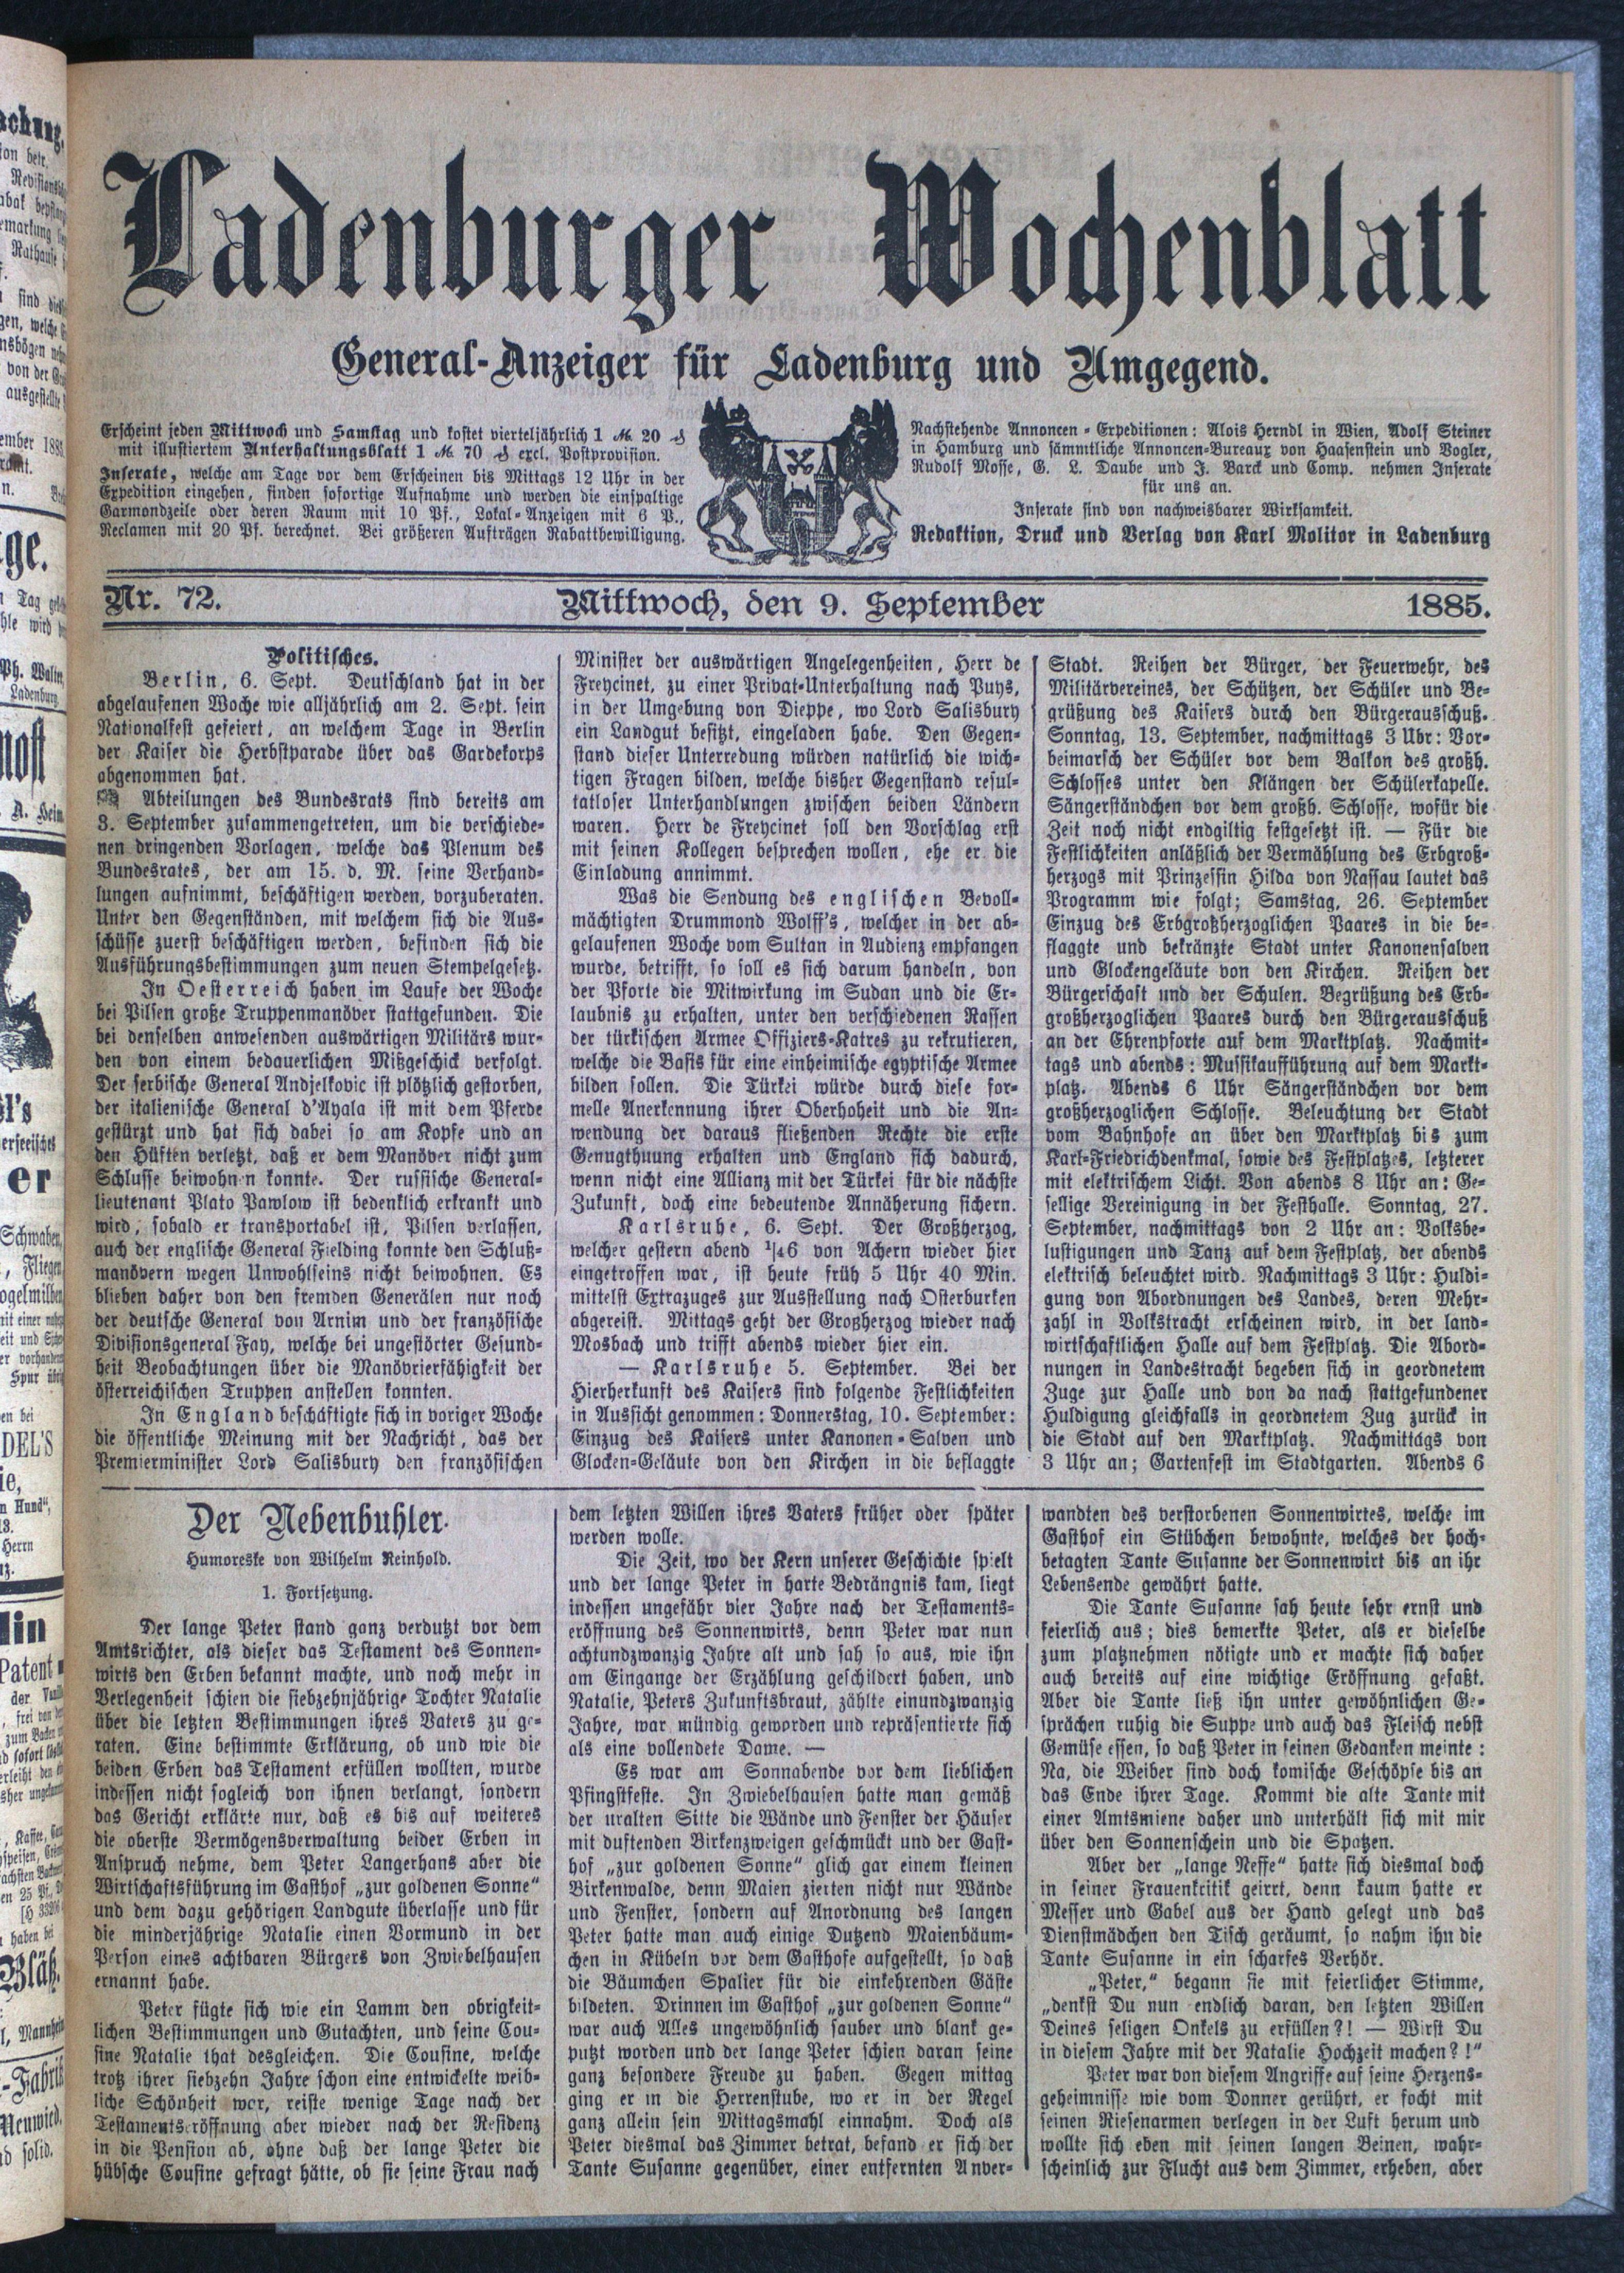 Ladenburger Wochenblatt
General-Anzeiger für Ladenburg und Umgegend.
Erscheint jeden Mittwoch und Samstag und kostet vierteljährlich 1 M. 20 ₰
mit illustriertem Unterhaltungsblatt 1 M. 70 ₰ excl. Postprovision.
Inserate, welche am Tage vor dem Erscheinen bis Mittags 12 Uhr in der
Expedition eingehen, finden sofortige Aufnahme und werden die einspaltige
Garmondzeile oder deren Raum mit 10 Pf., Lokal-Anzeigen mit 6 P.,
Reclamen mit 20 Pf. berechnet. Bei größeren Aufträgen Rabattbewilligung.
Nachstehende Annoncen-Expeditionen: Alois Herndl in Wien, Adolf Steiner
in Hamburg und sämmtliche Annoncen-Bureaux von Haasenstein und Vogler,
Rudolf Mosse, G. L. Daube und J. Barck und Comp. nehmen Inserate
für uns an.
Inserate sind von nachweisbarer Wirksamkeit.
Redaktion, Druck und Verlag von Karl Molitor in Ladenburg
Nr. 72. Mittwoch, den 9. September 1885.
Politisches.
Berlin, 6. Sept. Deutschland hat in der
abgelaufenen Woche wie alljährlich am 2. Sept. sein
Nationalfest gefeiert, an welchem Tage in Berlin
der Kaiser die Herbstparade über das Gardekorps
abgenommen hat.
Abteilungen des Bundesrats sind bereits am
3. September zusammengetreten, um die verschiede-
nen dringenden Vorlagen, welche das Plenum des
Bundesrates, der am 15. d. M. seine Verhand-
lungen aufnimmt, beschäftigen werden, vorzuberaten.
Unter den Gegenständen, mit welchem sich die Aus-
schüsse zuerst beschäftigen werden, befinden sich die
Ausführungsbestimmungen zum neuen Stempelgesetz.
In Oesterreich haben im Laufe der Woche
bei Pilsen große Truppenmanöver stattgefunden. Die
bei denselben anwesenden auswärtigen Militärs wur-
den von einem bedauerlichen Mißgeschick verfolgt.
Der serbische General Andjelkovic ist plötzlich gestorben,
der italienische General d'Ayala ist mit dem Pferde
gestürzt und hat sich dabei so am Kopfe und an
den Hüften verletzt, daß er dem Manöver nicht zum
Schlusse beiwohnen konnte. Der russische General-
lieutenant Plato Pawlow ist bedenklich erkrankt und
wird, sobald er transportabel ist, Pilsen verlassen,
auch der englische General Fielding konnte den Schluß-
manövern wegen Unwohlseins nicht beiwohnen. Es
blieben daher von den fremden Generälen nur noch
der deutsche General von Arnim und der französische
Divisionsgeneral Fay, welche bei ungestörter Gesund-
heit Beobachtungen über die Manövrierfähigkeit der
österreichischen Truppen anstellen konnten.
In England beschäftigte sich in voriger Woche
die öffentliche Meinung mit der Nachricht, das der
Premierminister Lord Salisbury den französischen
Minister der auswärtigen Angelegenheiten, Herr de
Freycinet, zu einer Privat-Unterhaltung nach Puys,
in der Umgebung von Dieppe, wo Lord Salisbury
ein Landgut besitzt, eingeladen habe. Den Gegen-
stand dieser Unterredung würden natürlich die wich-
tigen Fragen bilden, welche bisher Gegenstand resul-
tatloser Unterhandlungen zwischen beiden Ländern
waren. Herr de Freycinet soll den Vorschlag erst
mit seinen Kollegen besprechen wollen, ehe er die
Einladung annimmt.
Was die Sendung des englischen Bevoll-
mächtigten Drummond Wolff's, welcher in der ab-
gelaufenen Woche vom Sultan in Audienz empfangen
wurde, betrifft, so soll es sich darum handeln, von
der Pforte die Mitwirkung im Sudan und die Er-
laubnis zu erhalten, unter den verschiedenen Rassen
der türkischen Armee Offiziers-Katres zu rekrutieren,
welche die Basis für eine einheimische egyptische Armee
bilden sollen. Die Türkei würde durch diese for-
melle Anerkennung ihrer Oberhoheit und die An-
wendung der daraus fließenden Rechte die erste
Genugthuung erhalten und England sich dadurch,
wenn nicht eine Allianz mit der Türkei für die nächste
Zukunft, doch eine bedeutende Annäherung sichern.
Karlsruhe, 6. Sept. Der Großherzog,
welcher gestern abend ¼6 von Achern wieder hier
eingetroffen war, ist heute früh 5 Uhr 40 Min.
mittelst Extrazuges zur Ausstellung nach Osterburken
abgereist. Mittags geht der Großherzog wieder nach
Mosbach und trifft abends wieder hier ein.
— Karlsruhe 5. September. Bei der
Hierherkunft des Kaisers sind folgende Festlichkeiten
in Aussicht genommen: Donnerstag, 10. September:
Einzug des Kaisers unter Kanonen-Salven und
Glocken-Geläute von den Kirchen in die beflaggte
Stadt. Reihen der Bürger, der Feuerwehr, des
Militärvereines, der Schützen, der Schüler und Be-
grüßung des Kaisers durch den Bürgerausschuß.
Sonntag, 13. September, nachmittags 3 Uhr: Vor-
beimarsch der Schüler vor dem Balkon des großh.
Schlosses unter den Klängen der Schülerkapelle.
Sängerständchen vor dem großh. Schlosse, wofür die
Zeit noch nicht endgiltig festgesetzt ist. — Für die
Festlichkeiten anläßlich der Vermählung des Erbgroß-
herzogs mit Prinzessin Hilda von Nassau lautet das
Programm wie folgt; Samstag, 26. September
Einzug des Erbgroßherzoglichen Paares in die be-
flaggte und bekränzte Stadt unter Kanonensalven
und Glockengeläute von den Kirchen. Reihen der
Bürgerschaft und der Schulen. Begrüßung des Erb-
großherzoglichen Paares durch den Bürgerausschuß
an der Ehrenpforte auf dem Marktplatz. Nachmit-
tags und abends: Mussikaufführung auf dem Markt-
platz. Abends 6 Uhr Sängerständchen vor dem
großherzoglichen Schlosse. Beleuchtung der Stadt
vom Bahnhofe an über den Marktplatz bis zum
Karl-Friedrichdenkmal, sowie des Festplatzes, letzterer
mit elektrischem Licht. Von abends 8 Uhr an: Ge-
sellige Vereinigung in der Festhalle. Sonntag, 27.
September, nachmittags von 2 Uhr an: Volksbe-
lustigungen und Tanz auf dem Festplatz, der abends
elektrisch beleuchtet wird. Nachmittags 3 Uhr: Huldi-
gung von Abordnungen des Landes, deren Mehr-
zahl in Volkstracht erscheinen wird, in der land-
wirtschaftlichen Halle auf dem Festplatz. Die Abord-
nungen in Landestracht begeben sich in geordnetem
Zuge zur Halle und von da nach stattgefundener
Huldigung gleichfalls in geordnetem Zug zurück in
die Stadt auf den Marktplatz. Nachmittags von
3 Uhr an; Gartenfest im Stadtgarten. Abends 6
Der Nebenbuhler.
Humoreske von Wilhelm Reinhold.
1. Fortsetzung.
Der lange Peter stand ganz verdutzt vor dem
Amtsrichter, als dieser das Testament des Sonnen-
wirts den Erben bekannt machte, und noch mehr in
Verlegenheit schien die siebzehnjährige Tochter Natalie
über die letzten Bestimmungen ihres Vaters zu ge-
raten. Eine bestimmte Erklärung, ob und wie die
beiden Erben das Testament erfüllen wollten, wurde
indessen nicht sogleich von ihnen verlangt, sondern
das Gericht erklärte nur, daß es bis auf weiteres
die oberste Vermögensverwaltung beider Erben in
Anspruch nehme, dem Peter Langerhans aber die
Wirtschaftsführung im Gasthof „zur goldenen Sonne“
und dem dazu gehörigen Landgute überlasse und für
die minderjährige Natalie einen Vormund in der
Person eines achtbaren Bürgers von Zwiebelhausen
ernannt habe.
Peter fügte sich wie ein Lamm den obrigkeit-
lichen Bestimmungen und Gutachten, und seine Cou-
sine Natalie that desgleichen. Die Cousine, welche
trotz ihrer siebzehn Jahre schon eine entwickelte weib-
liche Schönheit war, reiste wenige Tage nach der
Testamentseröffnung aber wieder nach der Residenz
in die Pension ab, ohne daß der lange Peter die
hübsche Cousine gefragt hätte, ob sie seine Frau nach
dem letzten Willen ihres Vaters früher oder später
werden wolle.
Die Zeit, wo der Kern unserer Geschichte spielt
und der lange Peter in harte Bedrängnis kam, liegt
indessen ungefähr vier Jahre nach der Testaments-
eröffnung des Sonnenwirts, denn Peter war nun
achtundzwanzig Jahre alt und sah so aus, wie ihn
am Eingange der Erzählung geschildert haben, und
Natalie, Peters Zukunftsbraut, zählte einundzwanzig
Jahre, war mündig geworden und repräsentierte sich
als eine vollendete Dame. —
Es war am Sonnabende vor dem lieblichen
Pfingstfeste. In Zwiebelhausen hatte man gemäß
der uralten Sitte die Wände und Fenster der Häuser
mit duftenden Birkenzweigen geschmückt und der Gast-
hof „zur goldenen Sonne“ glich gar einem kleinen
Birkenwalde, denn Maien zierten nicht nur Wände
und Fenster, sondern auf Anordnung des langen
Peter hatte man auch einige Dutzend Maienbäum-
chen in Kübeln vor dem Gasthofe aufgestellt, so daß
die Bäumchen Spalier für die einkehrenden Gäste
bildeten. Drinnen im Gasthof „zur goldenen Sonne“
war auch Alles ungewöhnlich sauber und blank ge-
putzt worden und der lange Peter schien daran seine
ganz besondere Freude zu haben. Gegen mittag
ging er in die Herrenstube, wo er in der Regel
ganz allein sein Mittagsmahl einnahm. Doch als
Peter diesmal das Zimmer betrat, befand er sich der
Tante Susanne gegenüber, einer entfernten Anver-
wandten des verstorbenen Sonnenwirtes, welche im
Gasthof ein Stübchen bewohnte, welches der hoch-
betagten Tante Susanne der Sonnenwirt bis an ihr
Lebensende gewährt hatte.
Die Tante Susanne sah heute sehr ernst und
feierlich aus; dies bemerkte Peter, als er dieselbe
zum platznehmen nötigte und er machte sich daher
auch bereits auf eine wichtige Eröffnung gefaßt.
Aber die Tante ließ ihn unter gewöhnlichen Ge-
sprächen ruhig die Suppe und auch das Fleisch nebst
Gemüse essen, so daß Peter in seinen Gedanken meinte:
Na, die Weiber sind doch komische Geschöpfe bis an
das Ende ihrer Tage. Kommt die alte Tante mit
einer Amtsmiene daher und unterhält sich mit mir
über den Sonnenschein und die Spatzen.
Aber der „lange Neffe“ hatte sich diesmal doch
in seiner Frauenkritik geirrt, denn kaum hatte er
Messer und Gabel aus der Hand gelegt und das
Dienstmädchen den Tisch geräumt, so nahm ihn die
Tante Susanne in ein scharfes Verhör.
„Peter,“ begann sie mit feierlicher Stimme,
„denkst Du nun endlich daran, den letzten Willen
Deines seligen Onkels zu erfüllen?! — Wirst Du
in diesem Jahre mit der Natalie Hochzeit machen?!“
Peter war von diesem Angriffe auf seine Herzens-
geheimnisse wie vom Donner gerührt, er focht mit
seinen Riesenarmen verlegen in der Luft herum und
wollte sich eben mit seinen langen Beinen, wahr-
scheinlich zur Flucht aus dem Zimmer, erheben, aber